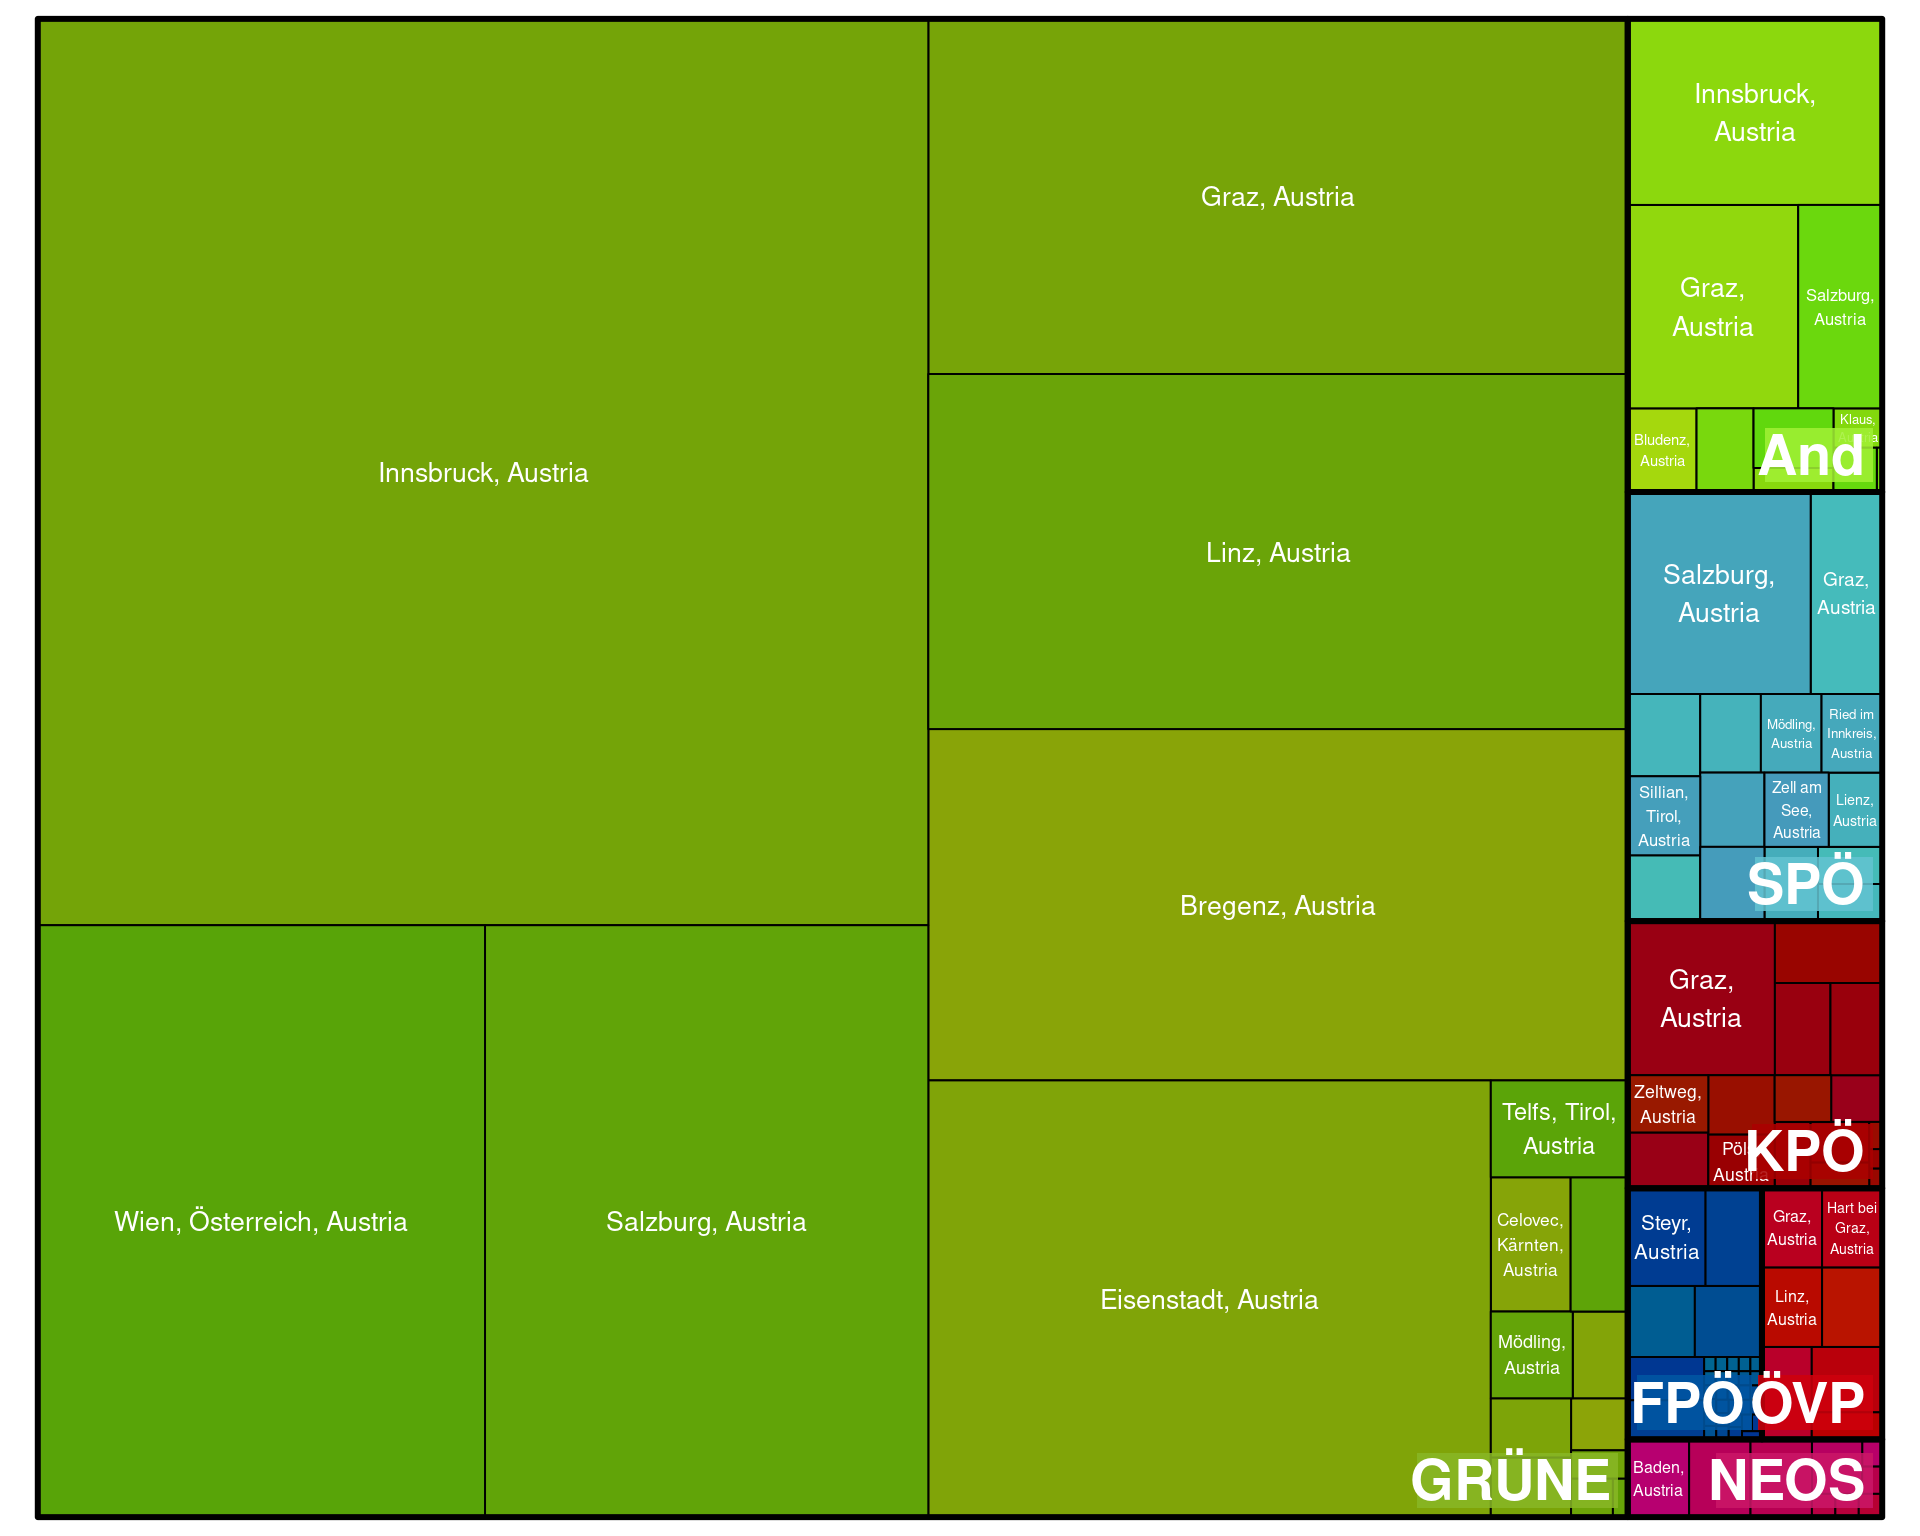 Innsbruck, Austria
Graz, Austria
Linz, Austria
Bregenz, Austria
Wien, Österreich, Austria
Salzburg, Austria
Eisenstadt, Austria
Telfs, Tirol,
Austria
Celovec,
Kärnten,
Austria
Mödling,
Austria
GRÜNE
Innsbruck,
Austria
Graz,
Austria
Salzburg,
Austria
Bludenz,
Austria
Klaus,
And
Salzburg,
Austria
Graz,
Austria
Mödling,
Austria
Ried im
Innkreis,
Austria
Sillian,
Tirol,
Austria
Zell am
See,
Austria
Lienz,
Austria
SPÖ
Graz,
Austria
Zeltweg,
Austria
Austria
KPÖ
Steyr,
Austria
FPÖ
Graz,
Austria
Hart bei
Graz,
Austria
Linz,
Austria
ÖVP
Baden,
Austria
NEOS